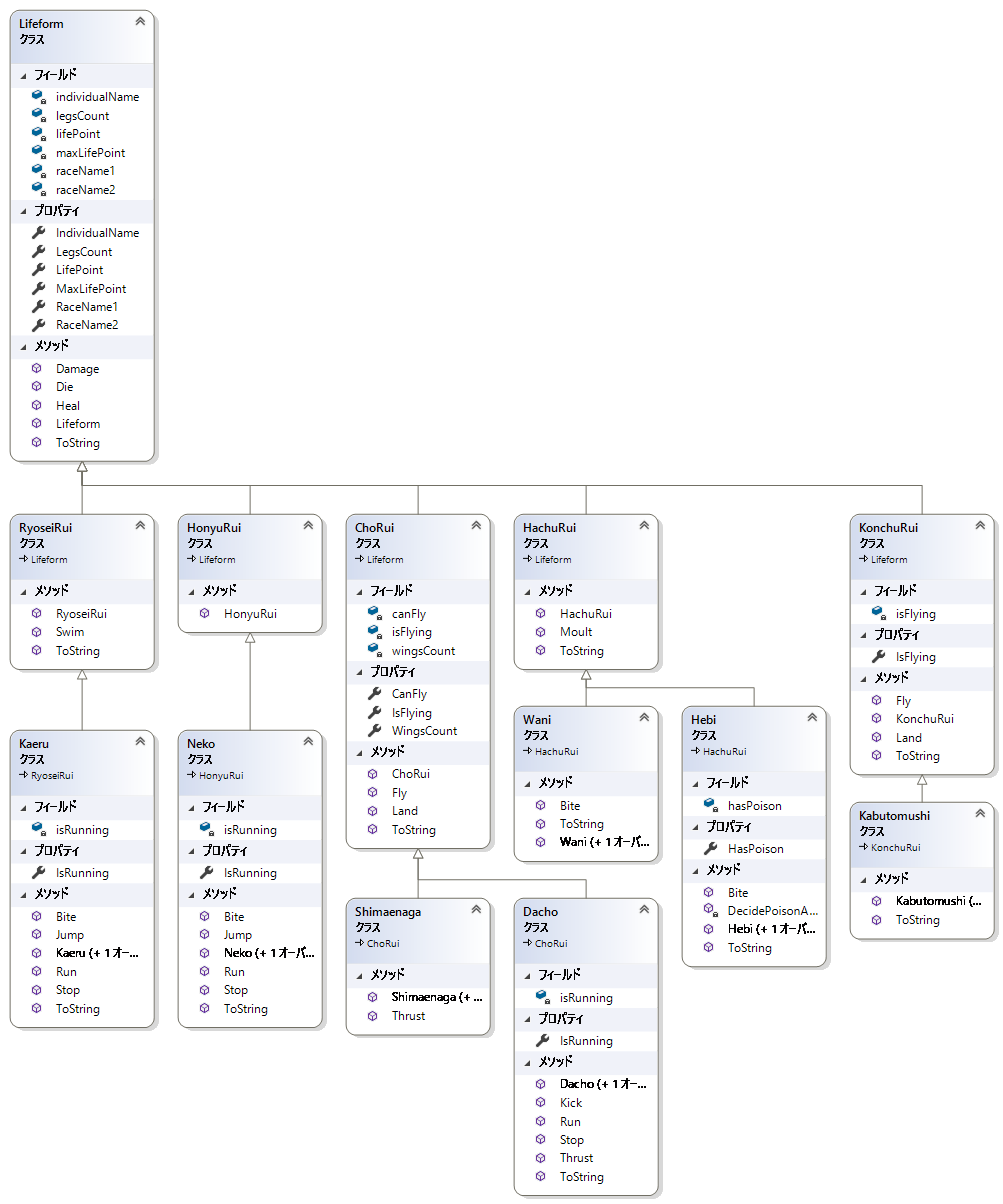 Lifeform
クラス
フィールド
individualName
legsCount
lifePoint
maxLifePoint
raceName1
raceName2
プロパティ
IndividualName
LegsCount
LifePoint
MaxLifePoint
RaceName1
RaceName2
メソッド
Damage
Die
Heal
Lifeform
ToString
RyoseiRui
クラス
Lifeform
メソッド
RyoseiRui
Swim
ToString
HonyuRui
クラス
Lifeform
メソッド
HonyuRui
ChoRui
クラス
Lifeform
フィールド
canFly
isFlying
wingsCount
プロパティ
CanFly
IsFlying
WingsCount
メソッド
ChoRui
Fly
Land
ToString
HachuRui
クラス
Lifeform
メソッド
HachuRui
Moult
ToString
KonchuRui
クラス
Lifeform
フィールド
isFlying
プロパティ
IsFlying
メソッド
Fly
KonchuRui
Land
ToString
Kaeru
クラス
RyoseiRui
フィールド
isRunning
プロパティ
IsRunning
メソッド
Bite
Jump
Kaeru (+ 1 オー...
Run
Stop
ToString
Neko
クラス
HonyuRui
フィールド
isRunning
プロパティ
IsRunning
メソッド
Bite
Jump
Neko (+ 1 オーバ...
Run
Stop
ToString
Wani
クラス
HachuRui
メソッド
Bite
ToString
Wani (+ 1 オーバ...
Hebi
クラス
HachuRui
フィールド
hasPoison
プロパティ
HasPoison
メソッド
Bite
DecidePoisonA...
Hebi (+ 1 オーバ...
ToString
Kabutomushi
クラス
KonchuRui
メソッド
Kabutomushi (...
ToString
Shimaenaga
クラス
ChoRui
メソッド
Shimaenaga (+ ...
Thrust
Dacho
クラス
ChoRui
フィールド
isRunning
プロパティ
IsRunning
メソッド
Dacho (+ 1 オー...
Kick
Run
Stop
Thrust
ToString